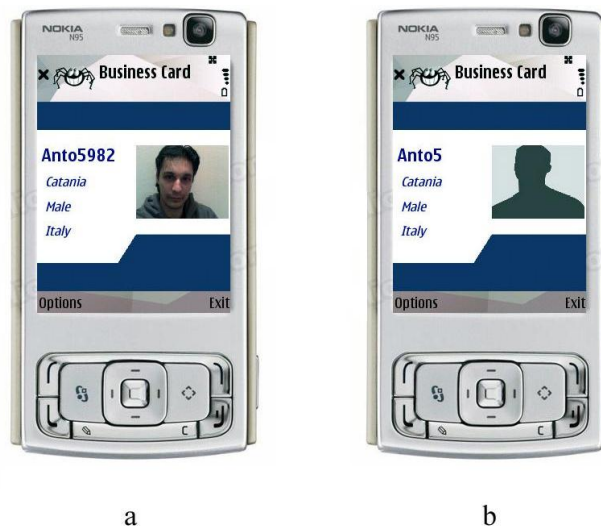 NOKIA
N95
Business Card
Anto5982
Catania
Male
Italy
Options
Exit
C
a
NOKIA
N95
Business Card
Anto5
Catania
Male
Italy
Options
Exit
C
b